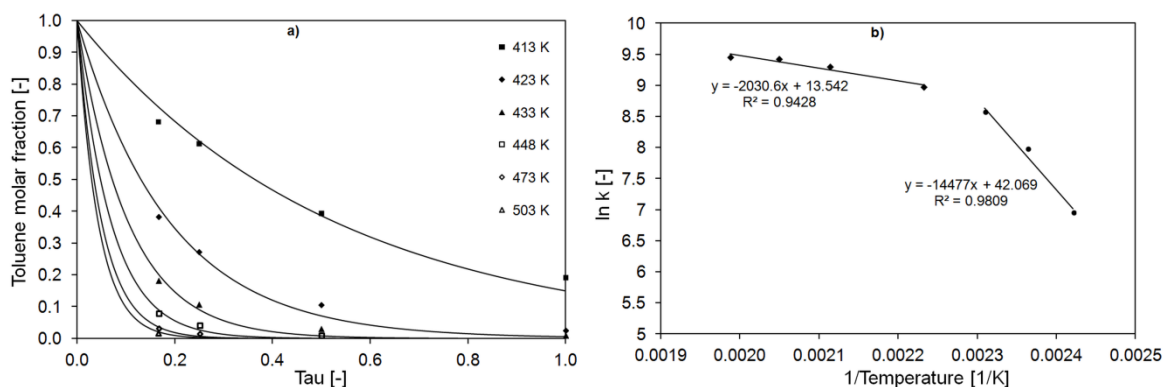 a)
1.0
0.9
0.8
0.7
0.6
0.5
0.4
0.3
0.2
0.1
0.0
Toluene molar fraction [-]
413 K
423 K
433 K
448 K
473 K
503 K
0.0 0.2 0.4 0.6 0.8 1.0
Tau [-]
b)
10
9.5
9
8.5
8
7.5
7
6.5
6
5.5
5
ln k [-]
y = -2030.6x + 13.542
R² = 0.9428
y = -14477x + 42.069
R² = 0.9809
0.0019 0.0020 0.0021 0.0022 0.0023 0.0024 0.0025
1/Temperature [1/K]